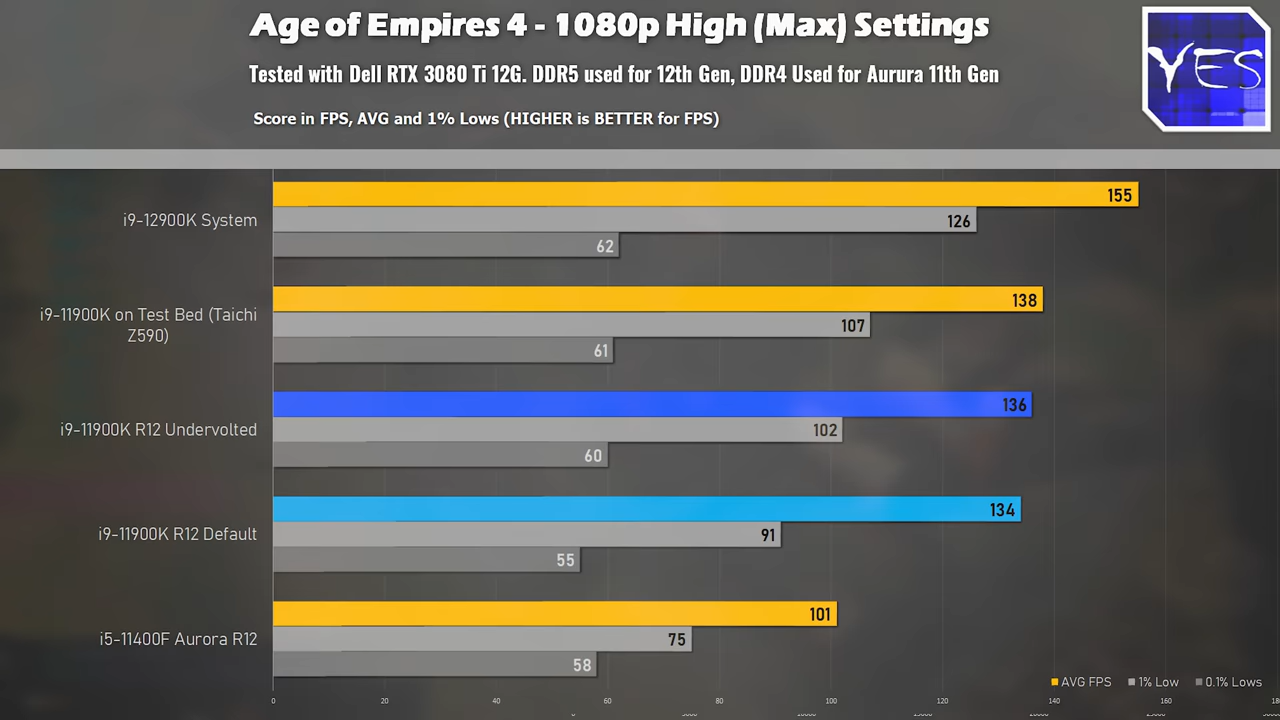 Age of Empires 4 - 1080p High (Max) Settings
Tested with Dell RTX 3080 Ti 12G. DDR5 used for 12th Gen, DDR4 Used for Aurura 11th Gen
Score in FPS, AVG and 1% Lows (HIGHER is BETTER for FPS)
YES
i9-12900K System
155
126
62
i9-11900K on Test Bed (Taichi
Z590)
138
107
61
i9-11900K R12 Undervolted
136
102
60
i9-11900K R12 Default
134
91
55
i5-11400F Aurora R12
101
75
58
AVG FPS 1% Low 0.1% Lows
0 20 40 60 80 100 120 140 160